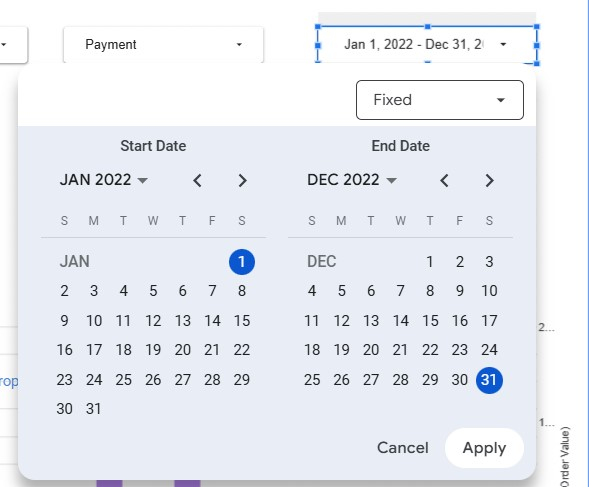 Payment
Jan 1, 2022 - Dec 31, 2
Fixed
Start Date
End Date
JAN 2022
DEC 2022
S M T W T F S
S M T W T F S
JAN 1
DEC 1 2 3
2 3 4 5 6 7 8
4 5 6 7 8 9 10
9 10 11 12 13 14 15
11 12 13 14 15 16 17
16 17 18 19 20 21 22
18 19 20 21 22 23 24
23 24 25 26 27 28 29
25 26 27 28 29 30 31
30 31
Cancel
Apply
2...
1...
rop
Order Value)